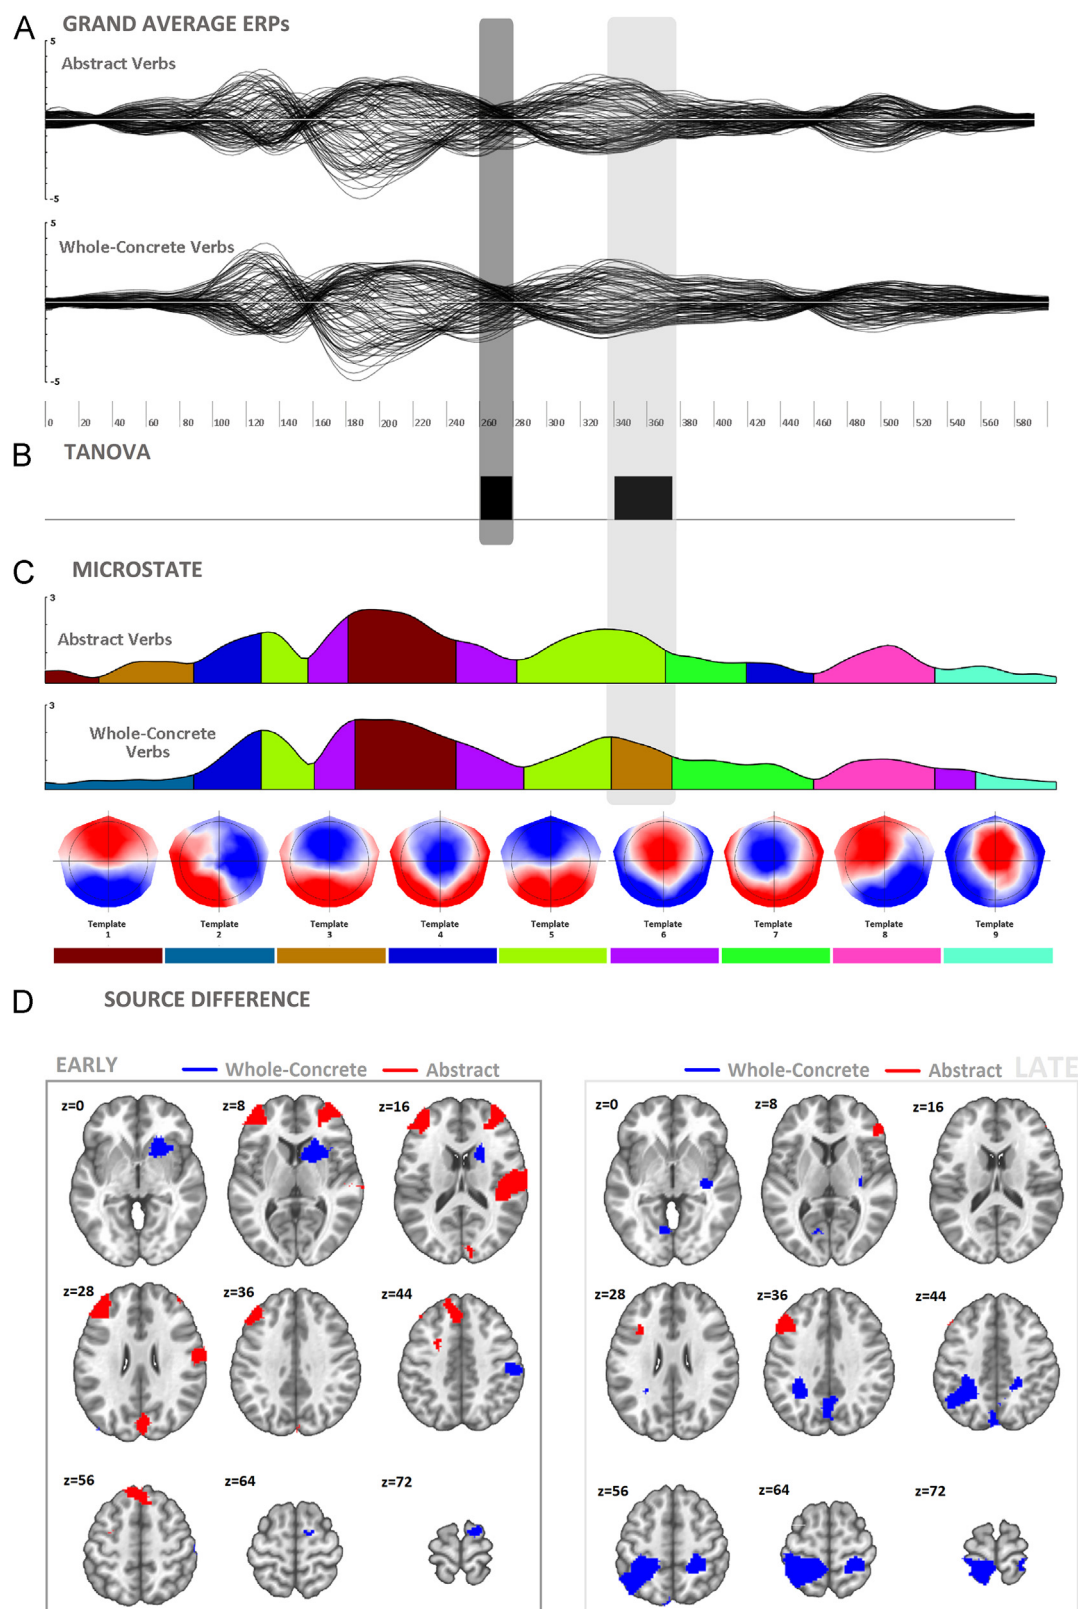 A GRAND AVERAGE ERPs
5
Abstract Verbs
-5
5
Whole-Concrete Verbs
-5
0 20 40 60 80 100 120 140 160 180 200 220 240 260 280 300 320 340 360 380 400 420 440 460 480 500 520 540 560 580
B TANOVA
C MICROSTATE
3
Abstract Verbs
3
Whole-Concrete
Verbs
Template Template Template Template Template Template Template Template Template
1 2 3 4 5 6 7 8 9
D SOURCE DIFFERENCE
EARLY Whole-Concrete Abstract
z=0 z=8 z=16
z=28 z=36 z=44
z=56 z=64 z=72
Whole-Concrete Abstract LATE
z=0 z=8 z=16
z=28 z=36 z=44
z=56 z=64 z=72